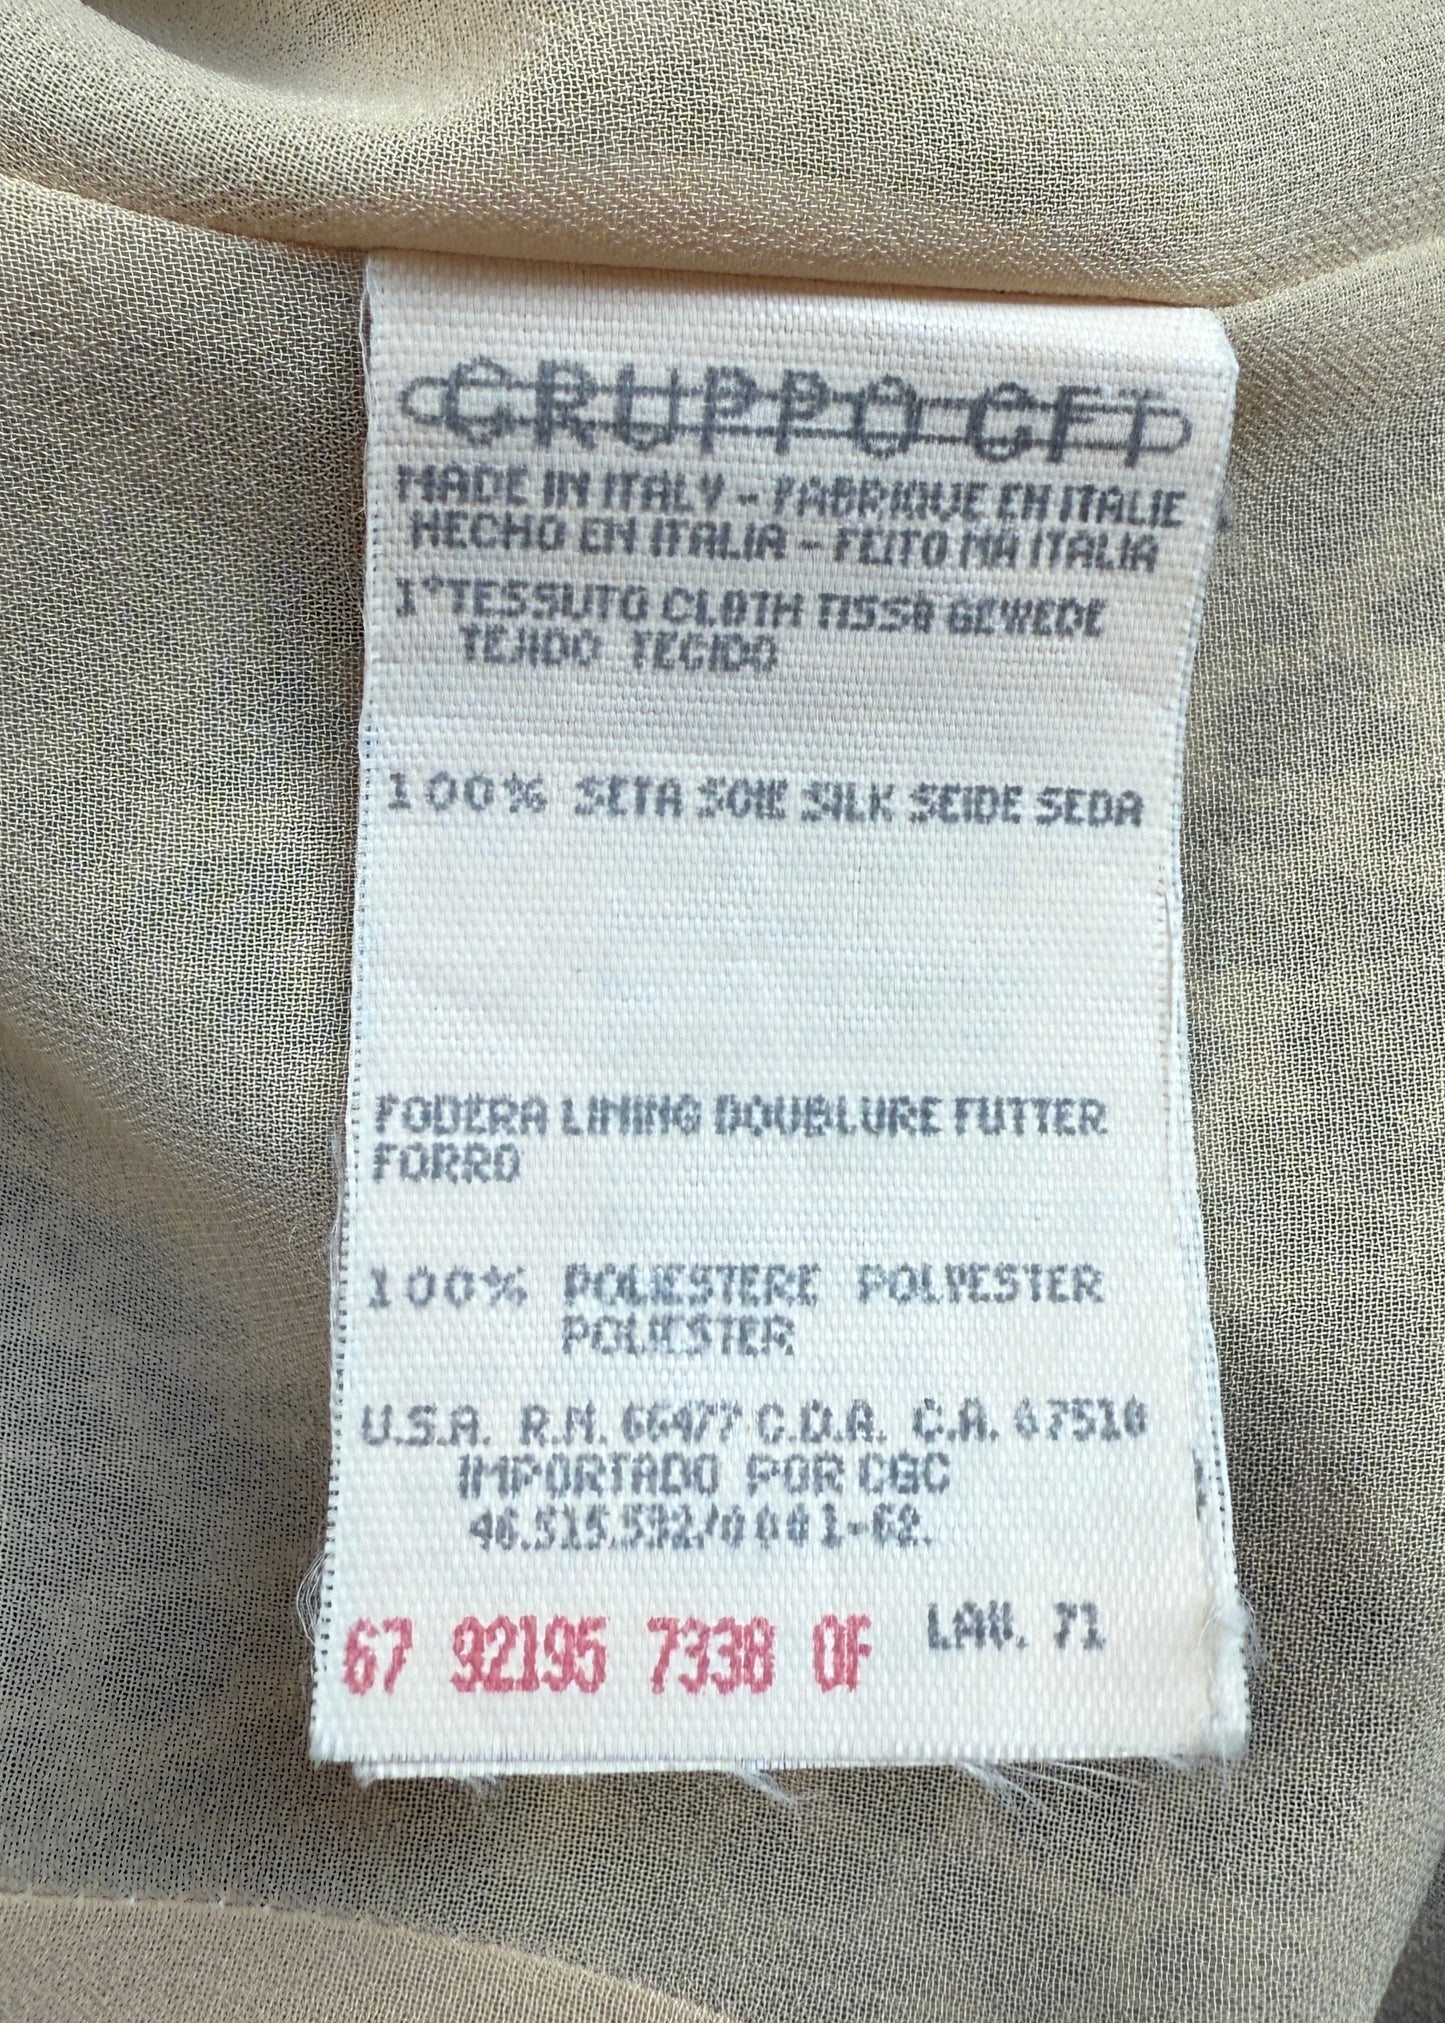 GRUPPO GFT
MADE IN ITALY - FABRIQUE EN ITALIE
HECHO EN ITALIA - FEITO NA ITALIA
1° TESSUTO CLOTH TISSU GEWEBE
TEJIDO TECIDO
100% SETA SOIE SILK SEIDE SEDA
FODERA LINING DOUBLURE FUTTER
FORRO
100% POLIESTERE POLYESTER
POLIESTER
U.S.A. R.N. 66477 C.D.A. C.A. 67510
IMPORTADO POR CGC
46.515.532/0001-62.
67 92195 7338 OF LAV. 71